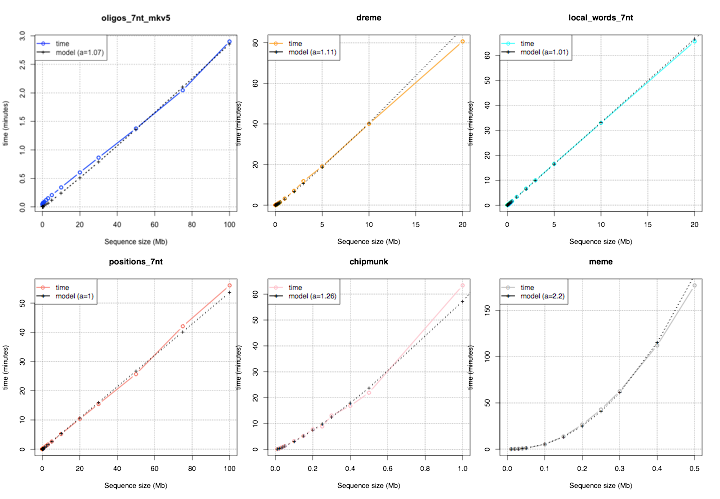 oligos_7nt_mkv5
time
model (a=1.07)
time (minutes)
0.0 0.5 1.0 1.5 2.0 2.5 3.0
0 20 40 60 80 100
Sequence size (Mb)
dreme
time
model (a=1.11)
time (minutes)
0 20 40 60 80
0 5 10 15 20
Sequence size (Mb)
local_words_7nt
time
model (a=1.01)
time (minutes)
0 10 20 30 40 50 60
0 5 10 15 20
Sequence size (Mb)
positions_7nt
time
model (a=1)
time (minutes)
0 10 20 30 40 50
0 20 40 60 80 100
Sequence size (Mb)
chipmunk
time
model (a=1.26)
time (minutes)
0 10 20 30 40 50 60
0.0 0.2 0.4 0.6 0.8 1.0
Sequence size (Mb)
meme
time
model (a=2.2)
time (minutes)
0 50 100 150
0.0 0.1 0.2 0.3 0.4 0.5
Sequence size (Mb)